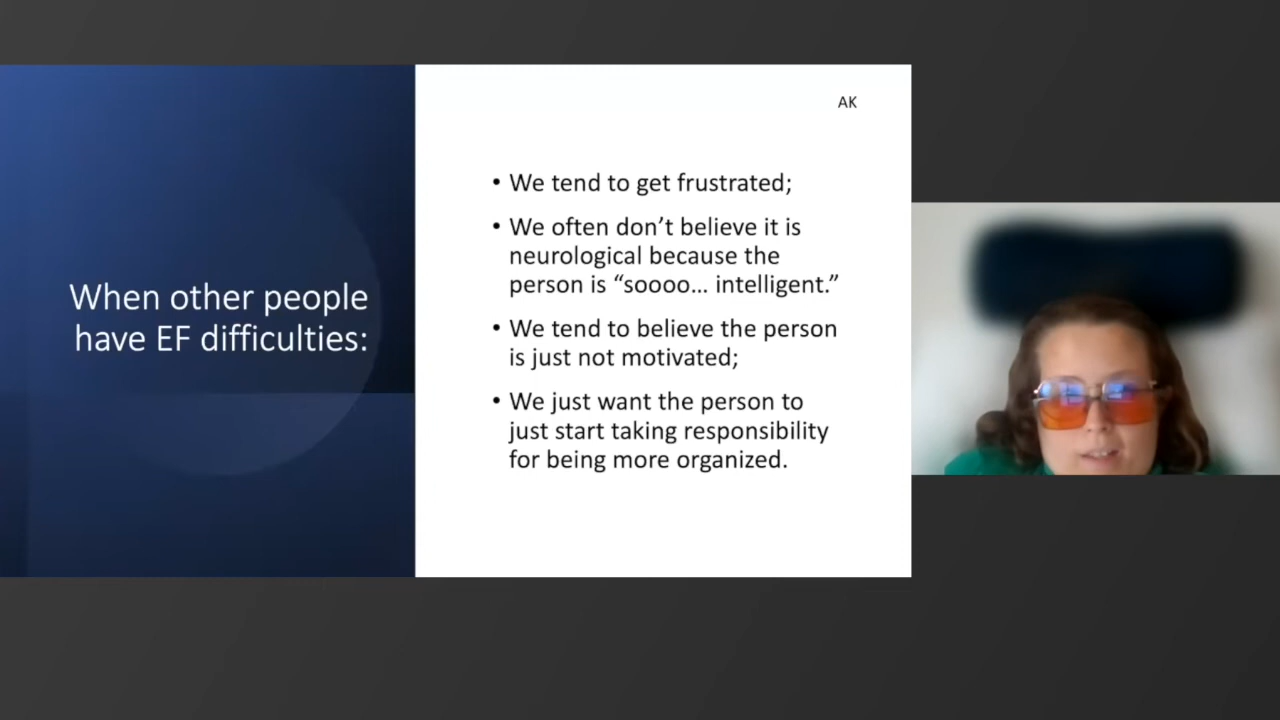 When other people
have EF difficulties:
AK
• We tend to get frustrated;
• We often don’t believe it is
neurological because the
person is “soooo... intelligent.”
• We tend to believe the person
is just not motivated;
• We just want the person to
just start taking responsibility
for being more organized.